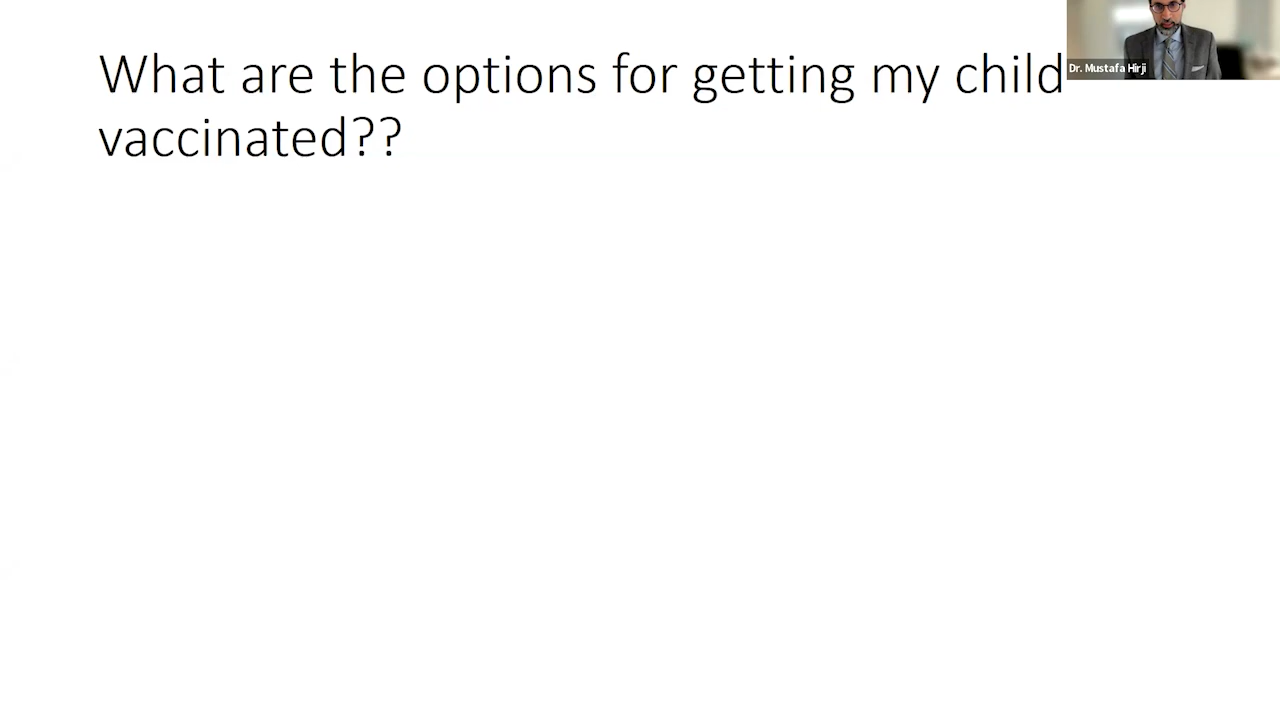 What are the options for getting my child
vaccinated??
Dr. Mustafa Hirji